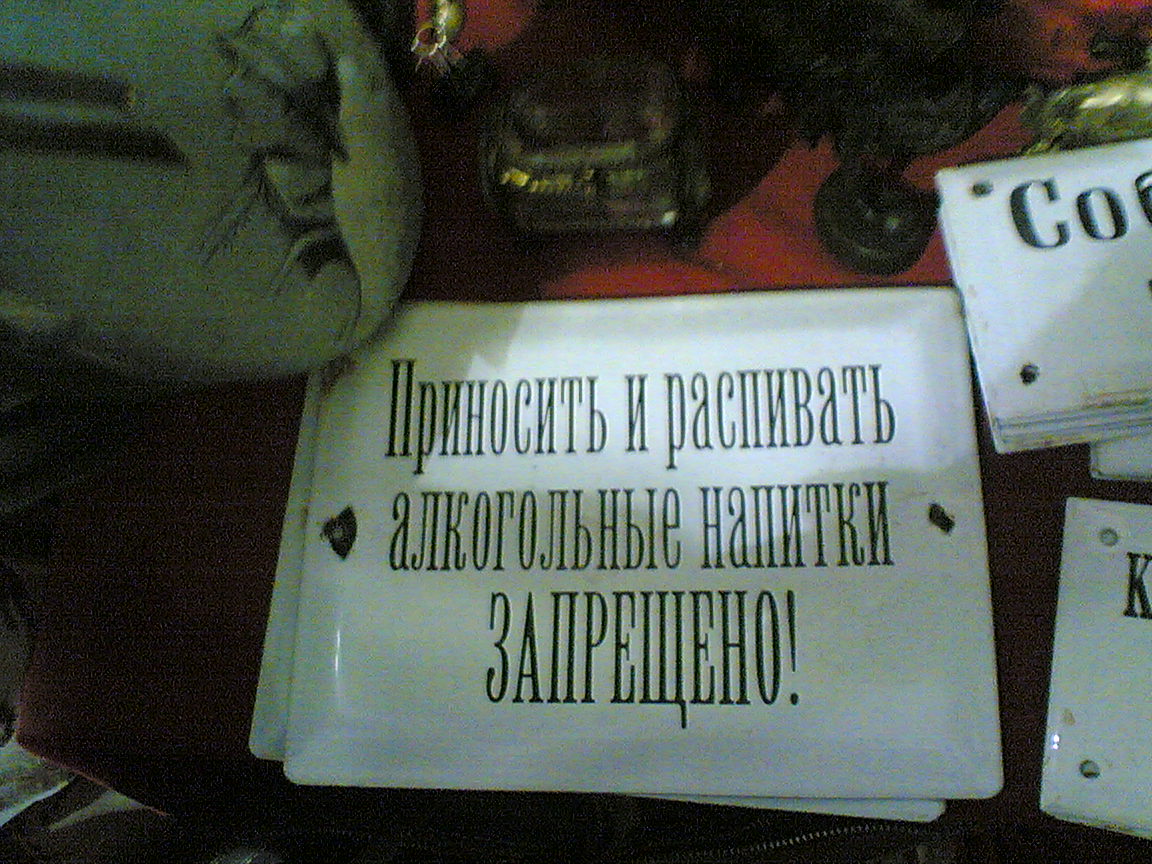 Приносить и распивать
алкогольные напитки
ЗАПРЕЩЕНО!